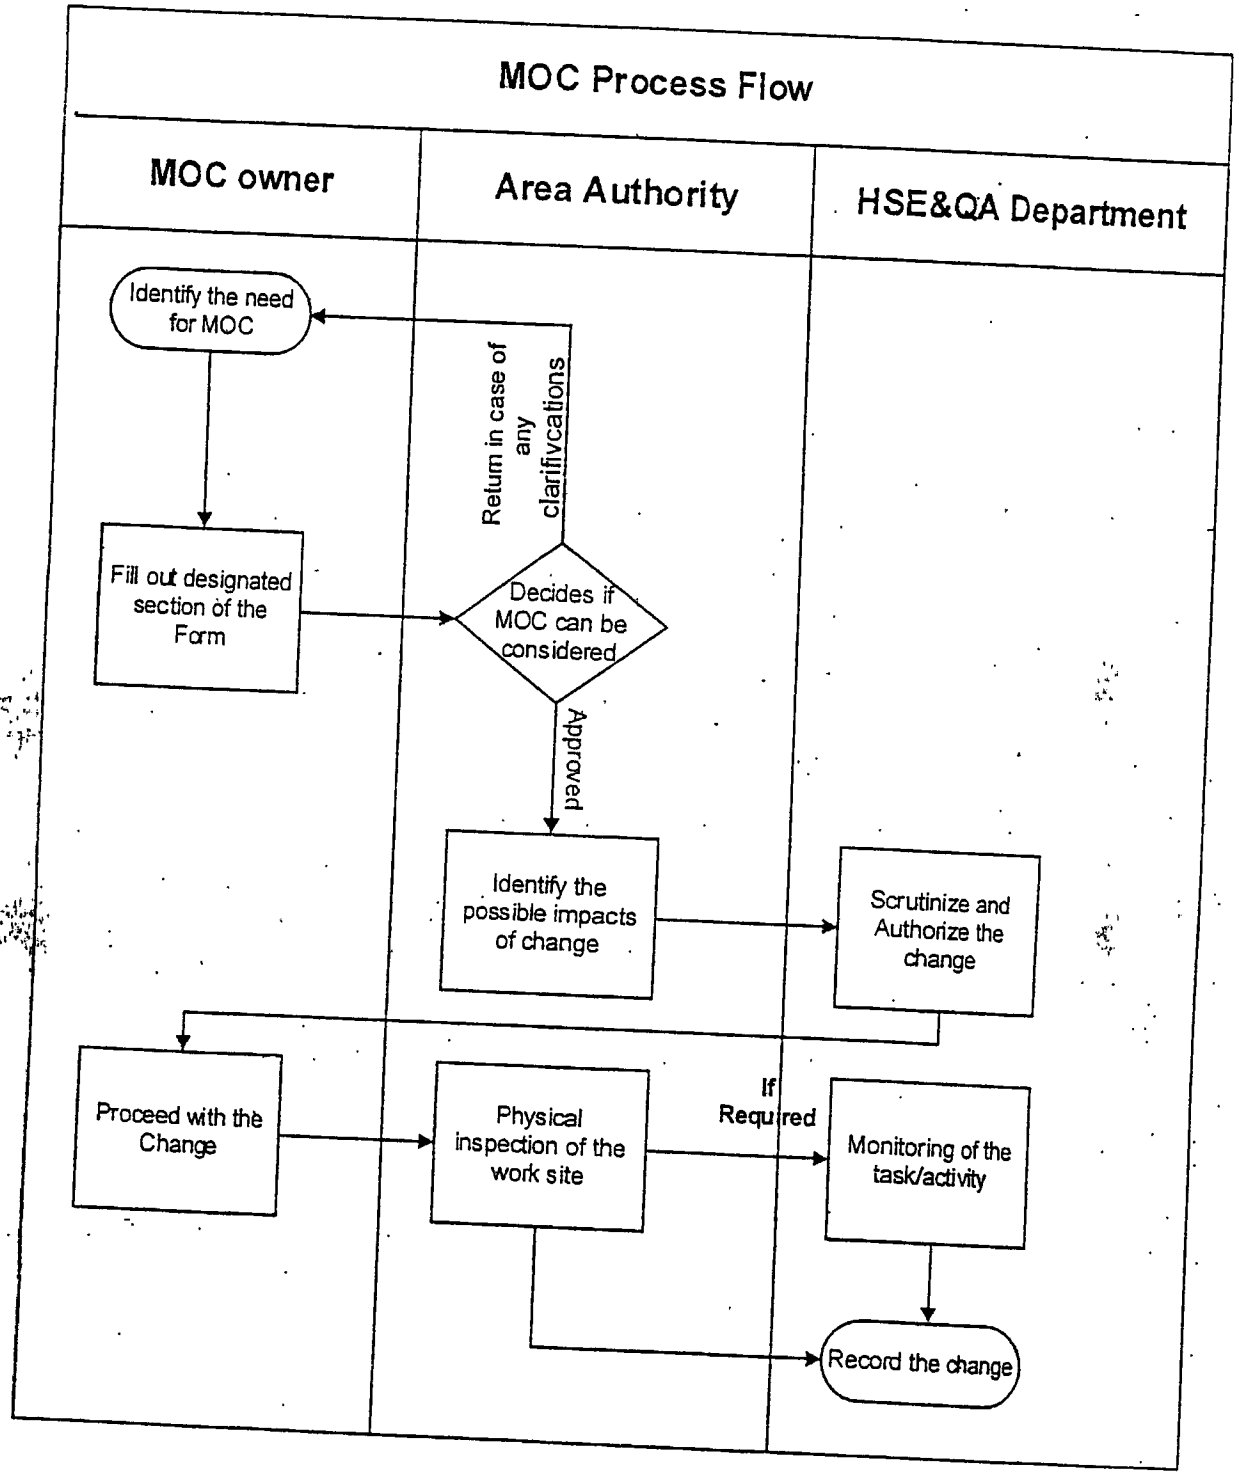 MOC Process Flow
MOC owner
Area Authority
HSE&QA Department
Identify the need
for MOC
Return in case of
any
clarifivcations
Fill out designated
section of the
Form
Decides if
MOC can be
considered
Approved
Identify the
possible impacts
of change
Scrutinize and
Authorize the
change
Proceed with the
Change
Physical
inspection of the
work site
If
Required
Monitoring of the
task/activity
Record the change